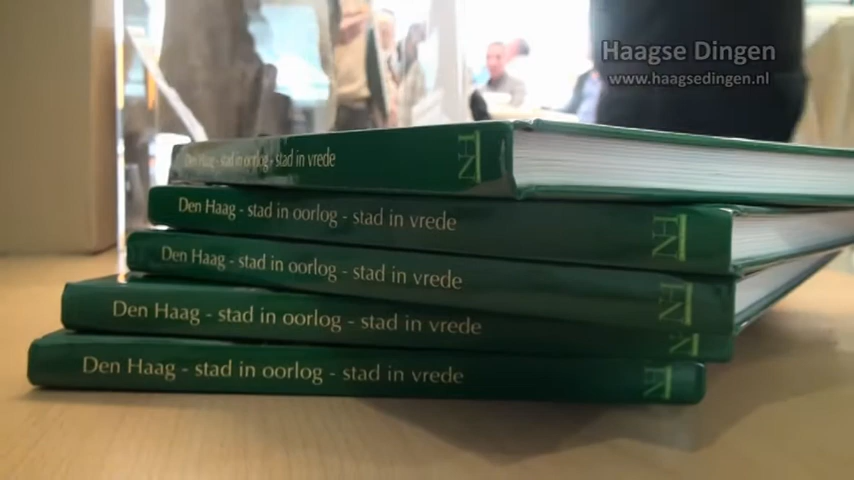 Haagse Dingen
www.haagsedingen.nl
Den Haag - stad in oorlog - stad in vrede
Den Haag - stad in oorlog - stad in vrede
Den Haag - stad in oorlog - stad in vrede
Den Haag - stad in oorlog - stad in vrede
Den Haag - stad in oorlog - stad in vrede